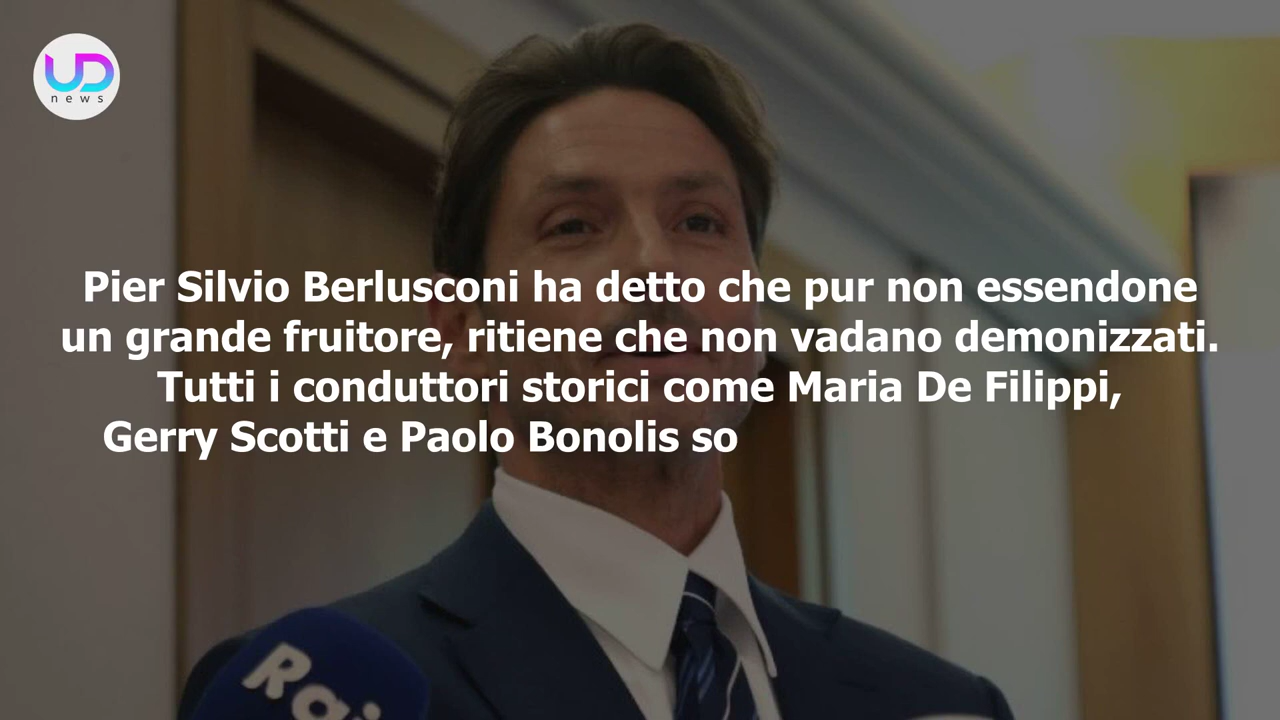 UD
news
Pier Silvio Berlusconi ha detto che pur non essendone
un grande fruitore, ritiene che non vadano demonizzati.
Tutti i conduttori storici come Maria De Filippi,
Gerry Scotti e Paolo Bonolis so
Rai